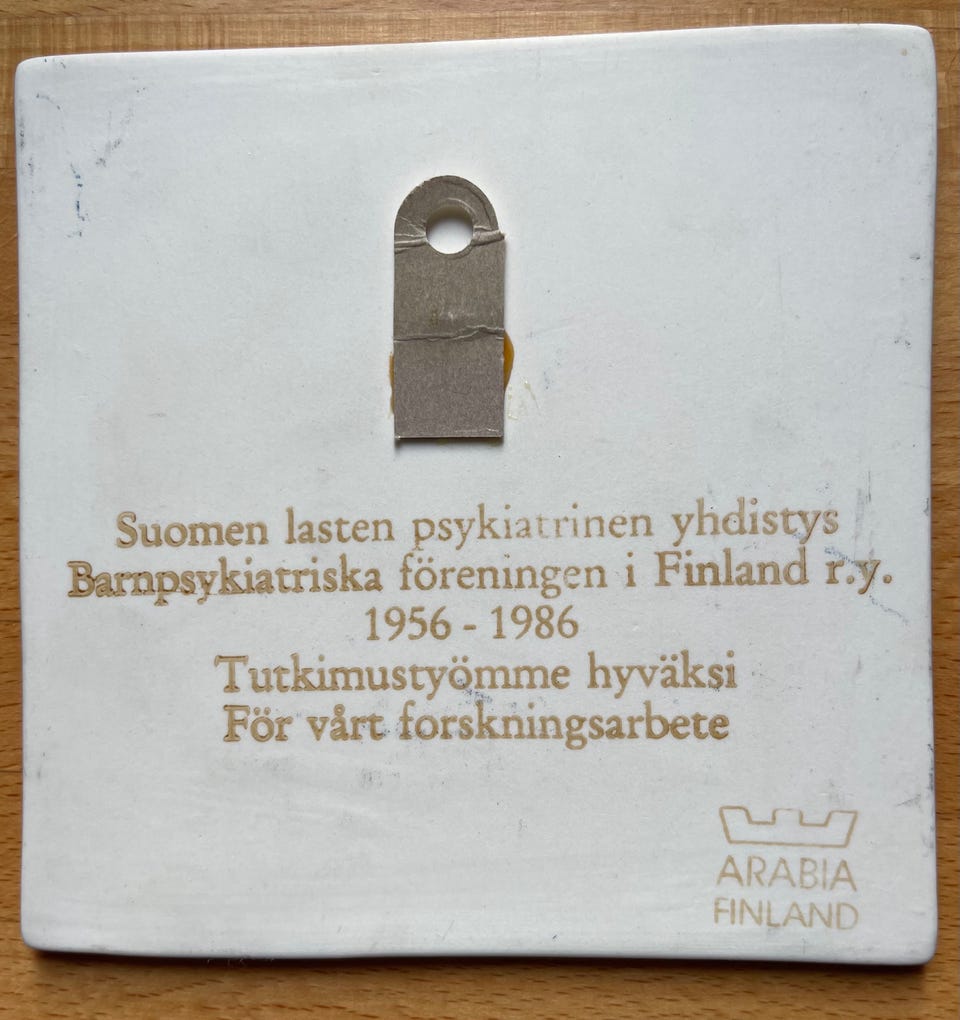 Suomen lasten psykiatrinen yhdistys
Barnpsykiatriska föreningen i Finland r.y.
1956 - 1986
Tutkimustyömme hyväksi
För vårt forskningsarbete
ARABIA
FINLAND